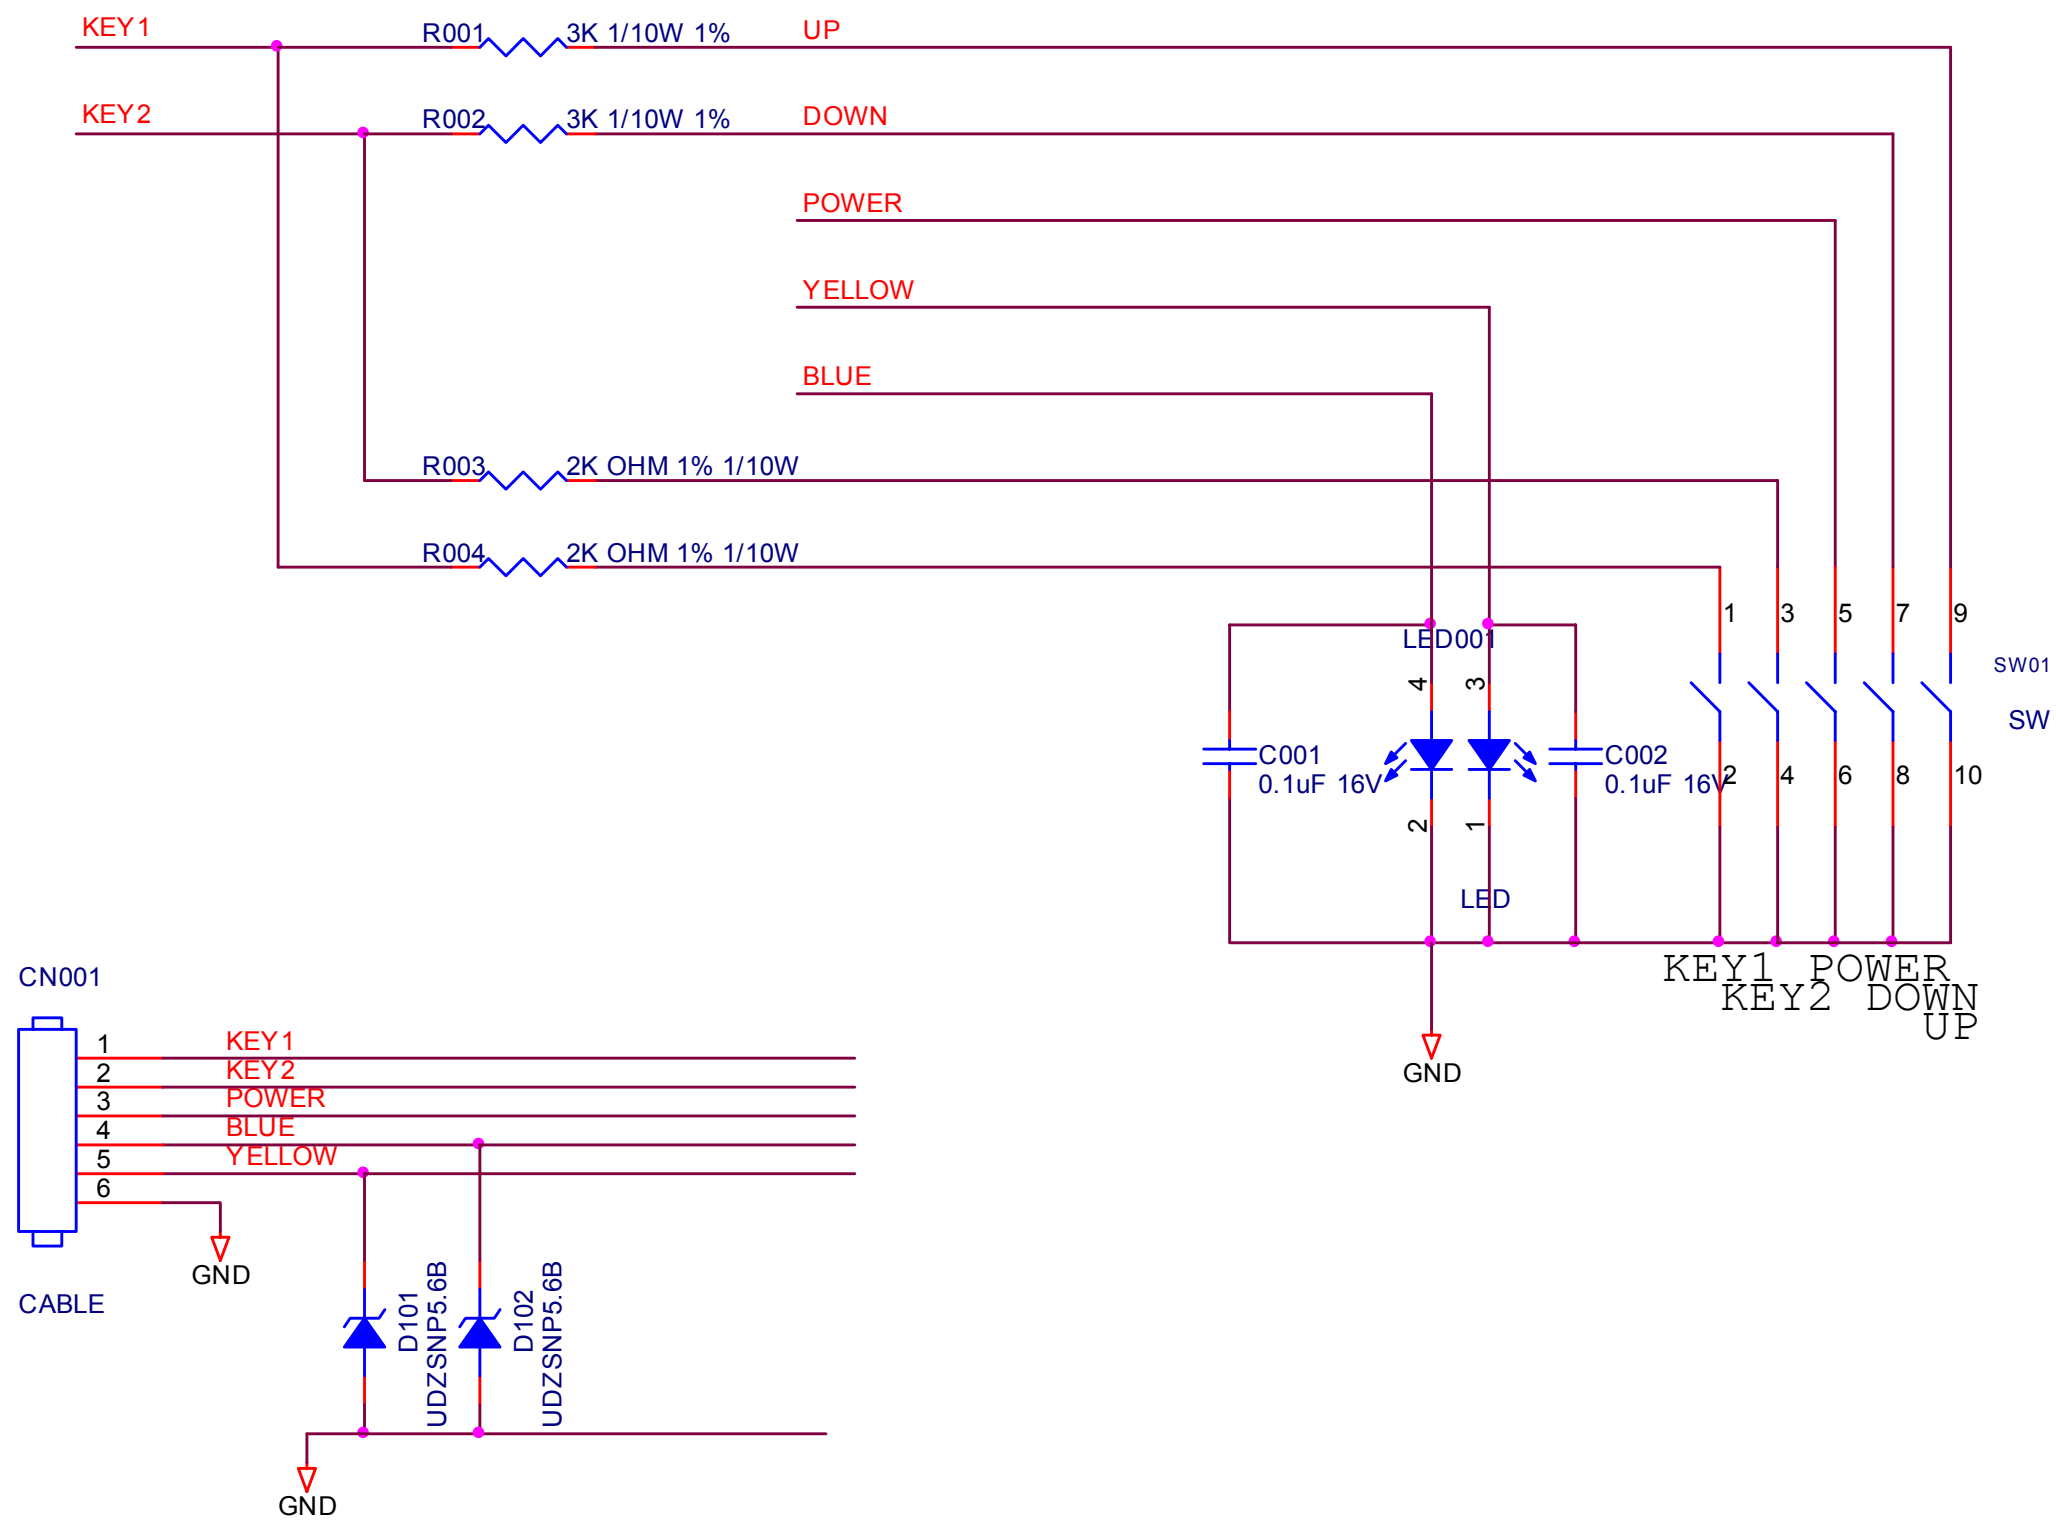 KEY1
R001 3K 1/10W 1%
UP
KEY2
R002 3K 1/10W 1%
DOWN
POWER
YELLOW
BLUE
R003 2K OHM 1% 1/10W
R004 2K OHM 1% 1/10W
1 3 5 7 9
LED001
SW01
4 3
SW
C001
0.1uF 16V
C002
0.1uF 16V
2 4 6 8 10
2 1
LED
KEY1 POWER
KEY2 DOWN
UP
GND
CN001
1 KEY1
2 KEY2
3 POWER
4 BLUE
5 YELLOW
6
GND
CABLE
D101
UDZSNP5.6B
D102
UDZSNP5.6B
GND